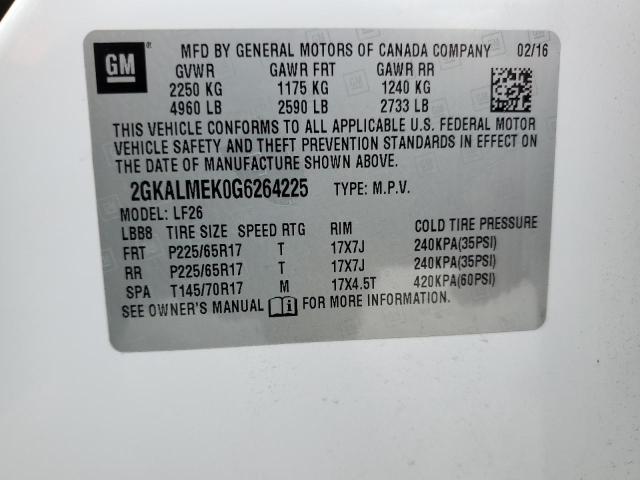 GM ® MFD BY GENERAL MOTORS OF CANADA COMPANY 02/16
GVWR GAWR FRT GAWR RR
2250 KG 1175 KG 1240 KG
4960 LB 2590 LB 2733 LB
THIS VEHICLE CONFORMS TO ALL APPLICABLE U.S. FEDERAL MOTOR
VEHICLE SAFETY AND THEFT PREVENTION STANDARDS IN EFFECT ON
THE DATE OF MANUFACTURE SHOWN ABOVE.
2GKALMEK0G6264225 TYPE: M.P.V.
MODEL: LF26
LBB8 TIRE SIZE SPEED RTG RIM COLD TIRE PRESSURE
FRT P225/65R17 T 17X7J 240KPA(35PSI)
RR P225/65R17 T 17X7J 240KPA(35PSI)
SPA T145/70R17 M 17X4.5T 420KPA(60PSI)
SEE OWNER'S MANUAL i FOR MORE INFORMATION.